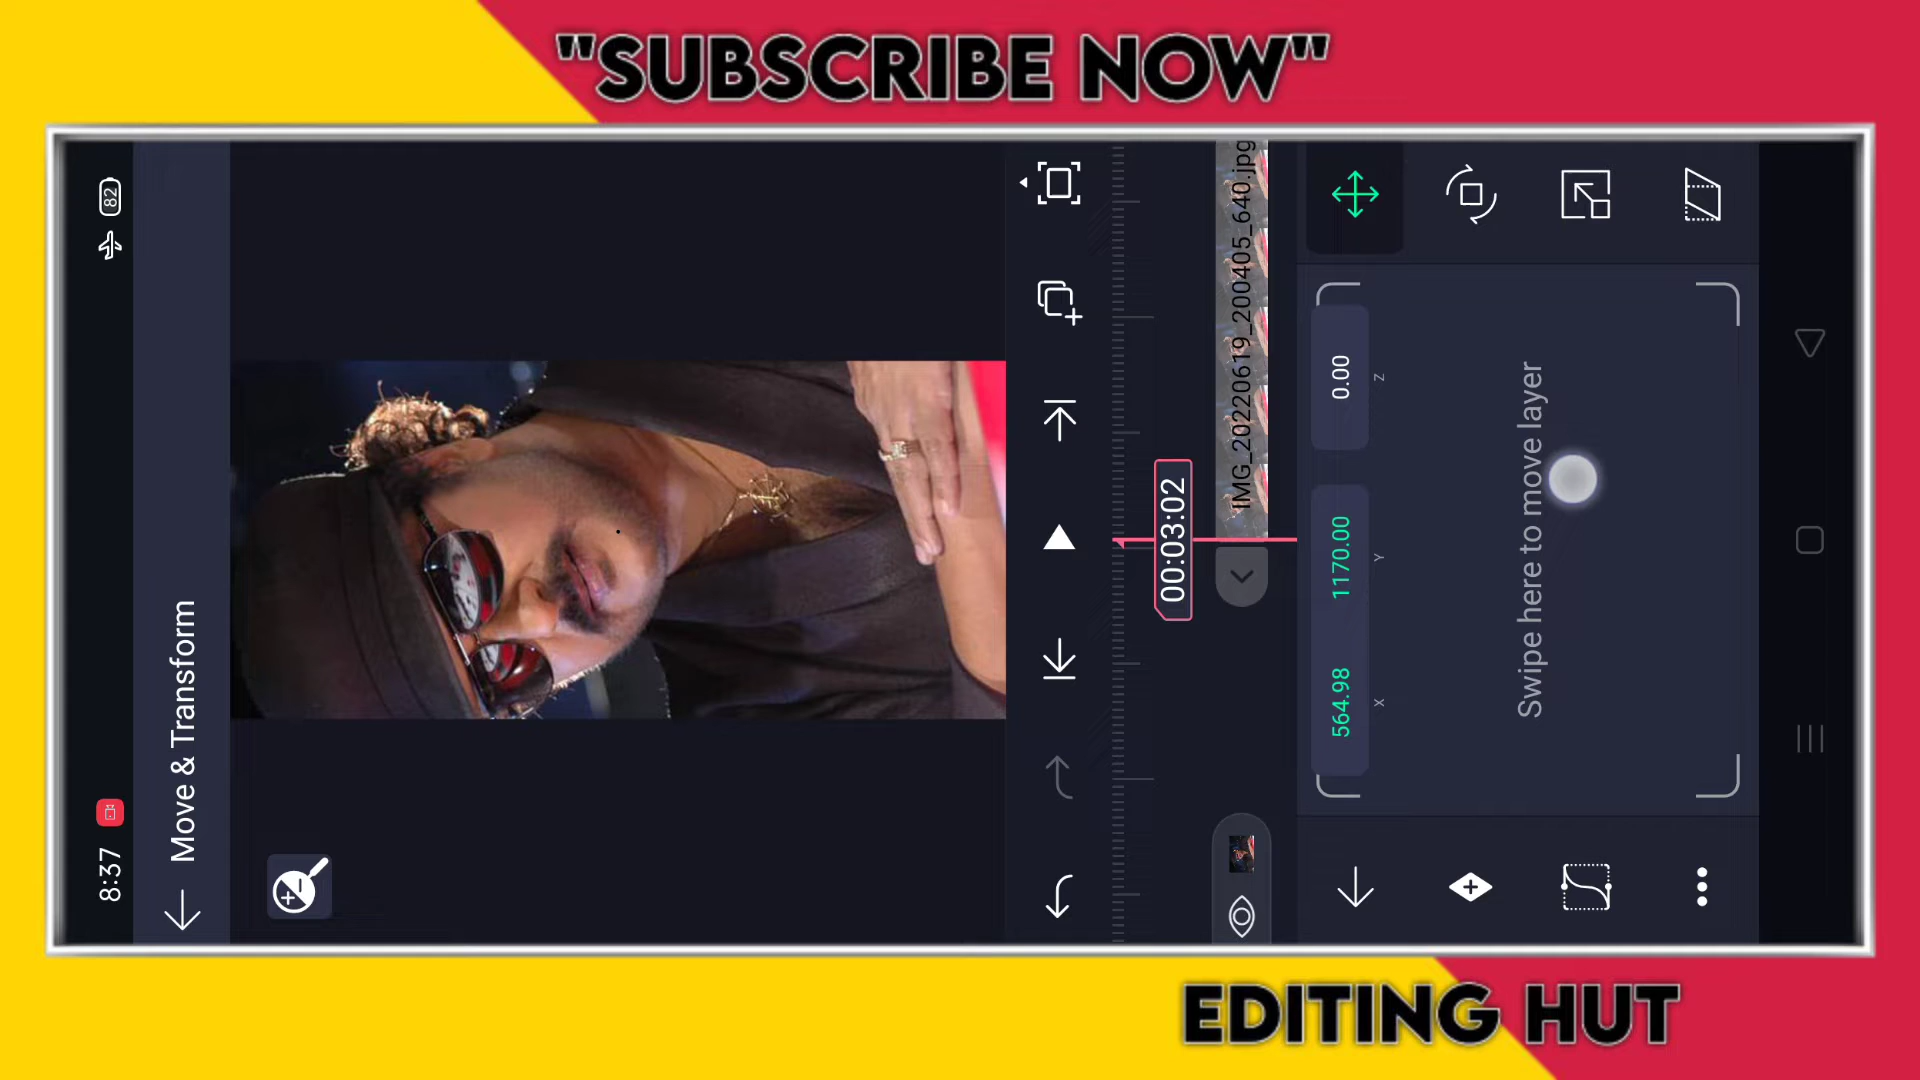 "SUBSCRIBE NOW"
8:37
82
Move & Transform
00:03:02
IMG_20220619_200405_640.jpg
564.98
1170.00
0.00
X
Y
Z
Swipe here to move layer
EDITING HUT